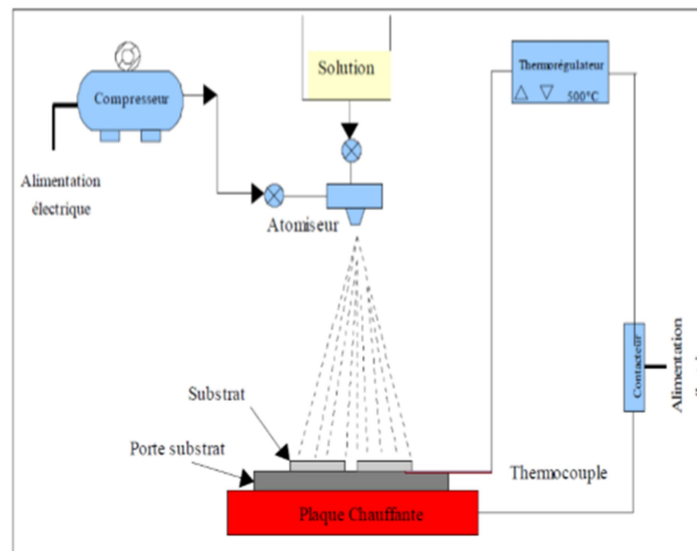 Solution
Thermorégulateur
500°C
Compresseur
Alimentation
électrique
Atomiseur
Contacteur
Alimentation
Substrat
Porte substrat
Thermocouple
Plaque Chauffante